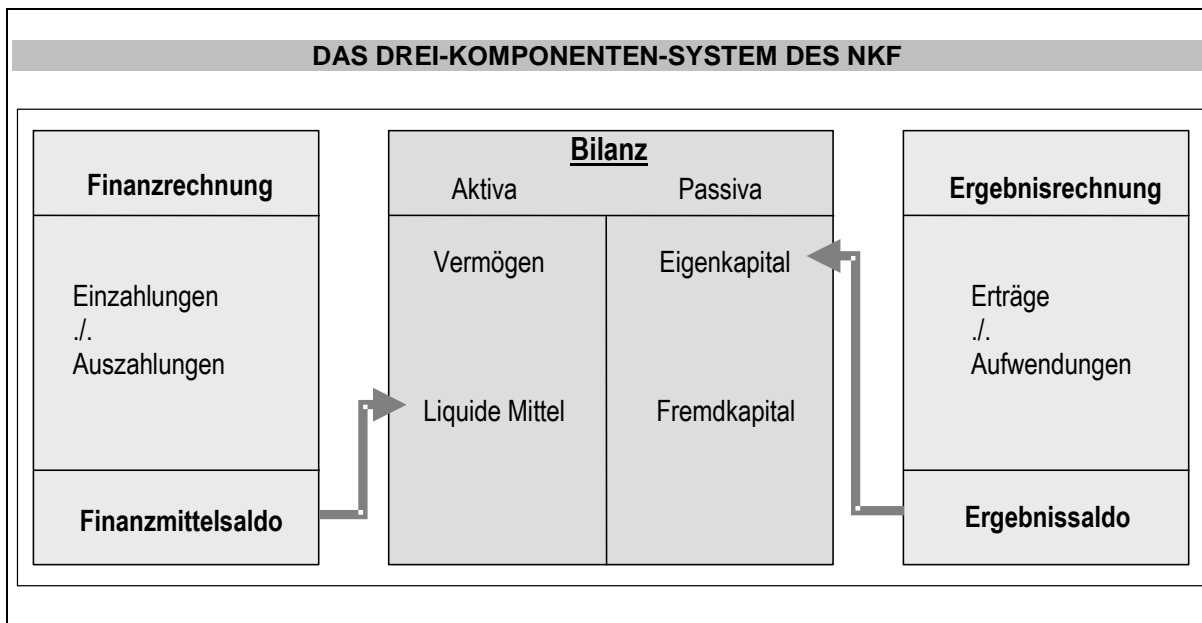 DAS DREI-KOMPONENTEN-SYSTEM DES NKF
Finanzrechnung
Einzahlungen
./.
Auszahlungen
Finanzmittelsaldo
Bilanz
Aktiva Passiva
Vermögen Eigenkapital
Liquide Mittel Fremdkapital
Ergebnisrechnung
Erträge
./.
Aufwendungen
Ergebnissaldo